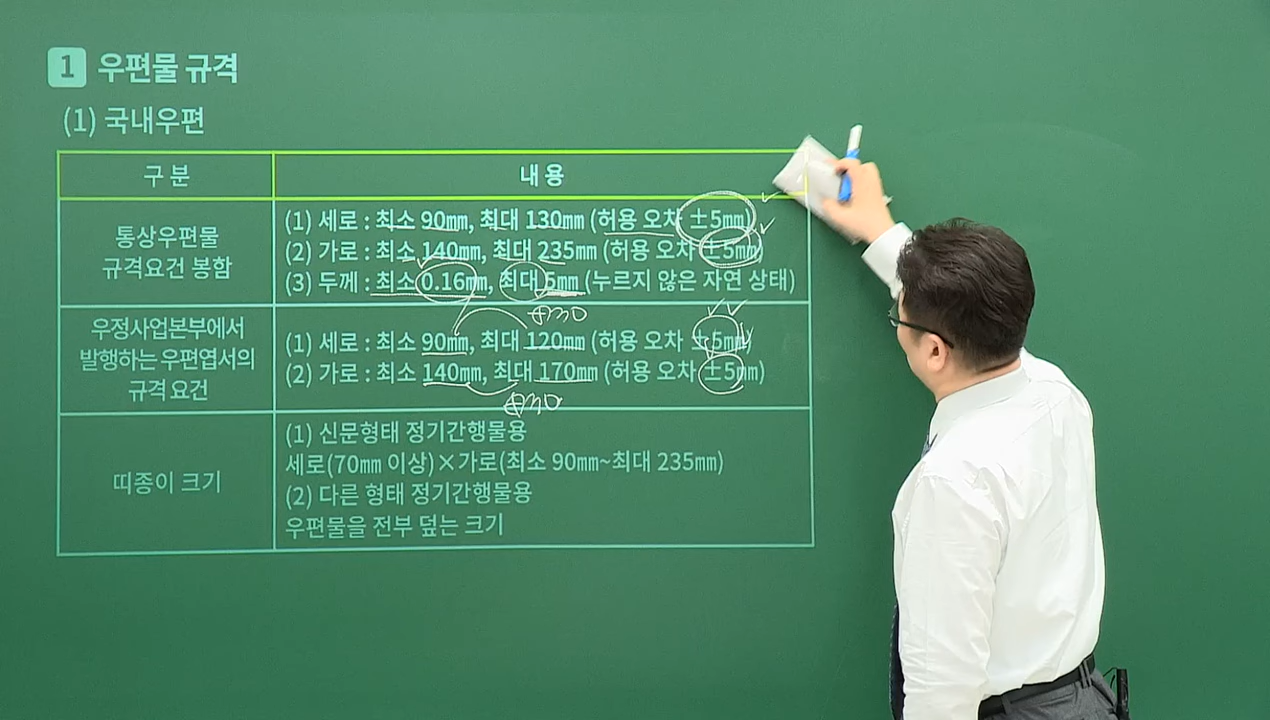 1 우편물 규격
(1) 국내우편
구 분
내 용
통상우편물
규격요건 봉함
(1) 세로 : 최소 90㎜, 최대 130㎜ (허용 오차 ±5㎜)
(2) 가로 : 최소 140㎜, 최대 235㎜ (허용 오차 ±5㎜)
(3) 두께 : 최소 0.16㎜, 최대 5㎜ (누르지 않은 자연 상태)
우정사업본부에서
발행하는 우편엽서의
규격 요건
(1) 세로 : 최소 90㎜, 최대 120㎜ (허용 오차 ±5㎜)
(2) 가로 : 최소 140㎜, 최대 170㎜ (허용 오차 ±5㎜)
띠종이 크기
(1) 신문형태 정기간행물용
세로(70㎜ 이상)×가로(최소 90㎜~최대 235㎜)
(2) 다른 형태 정기간행물용
우편물을 전부 덮는 크기